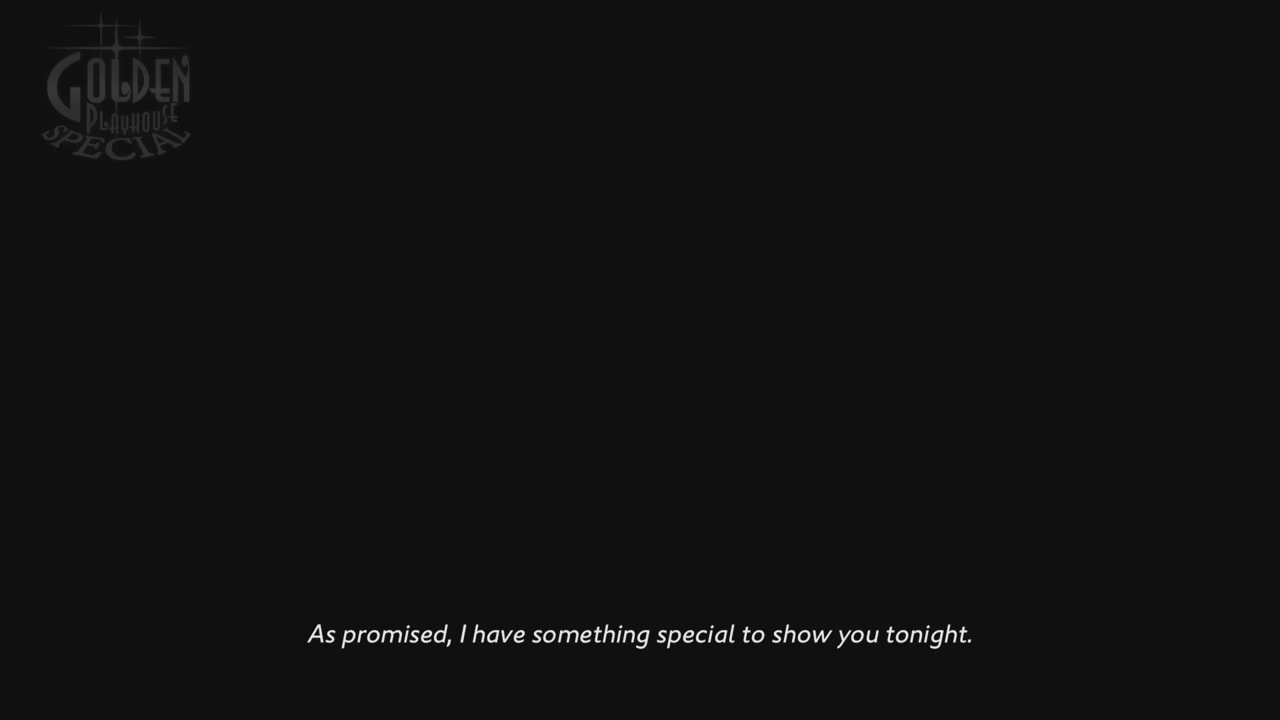 GOLDEN
PLAYHOUSE
SPECIAL
As promised, I have something special to show you tonight.